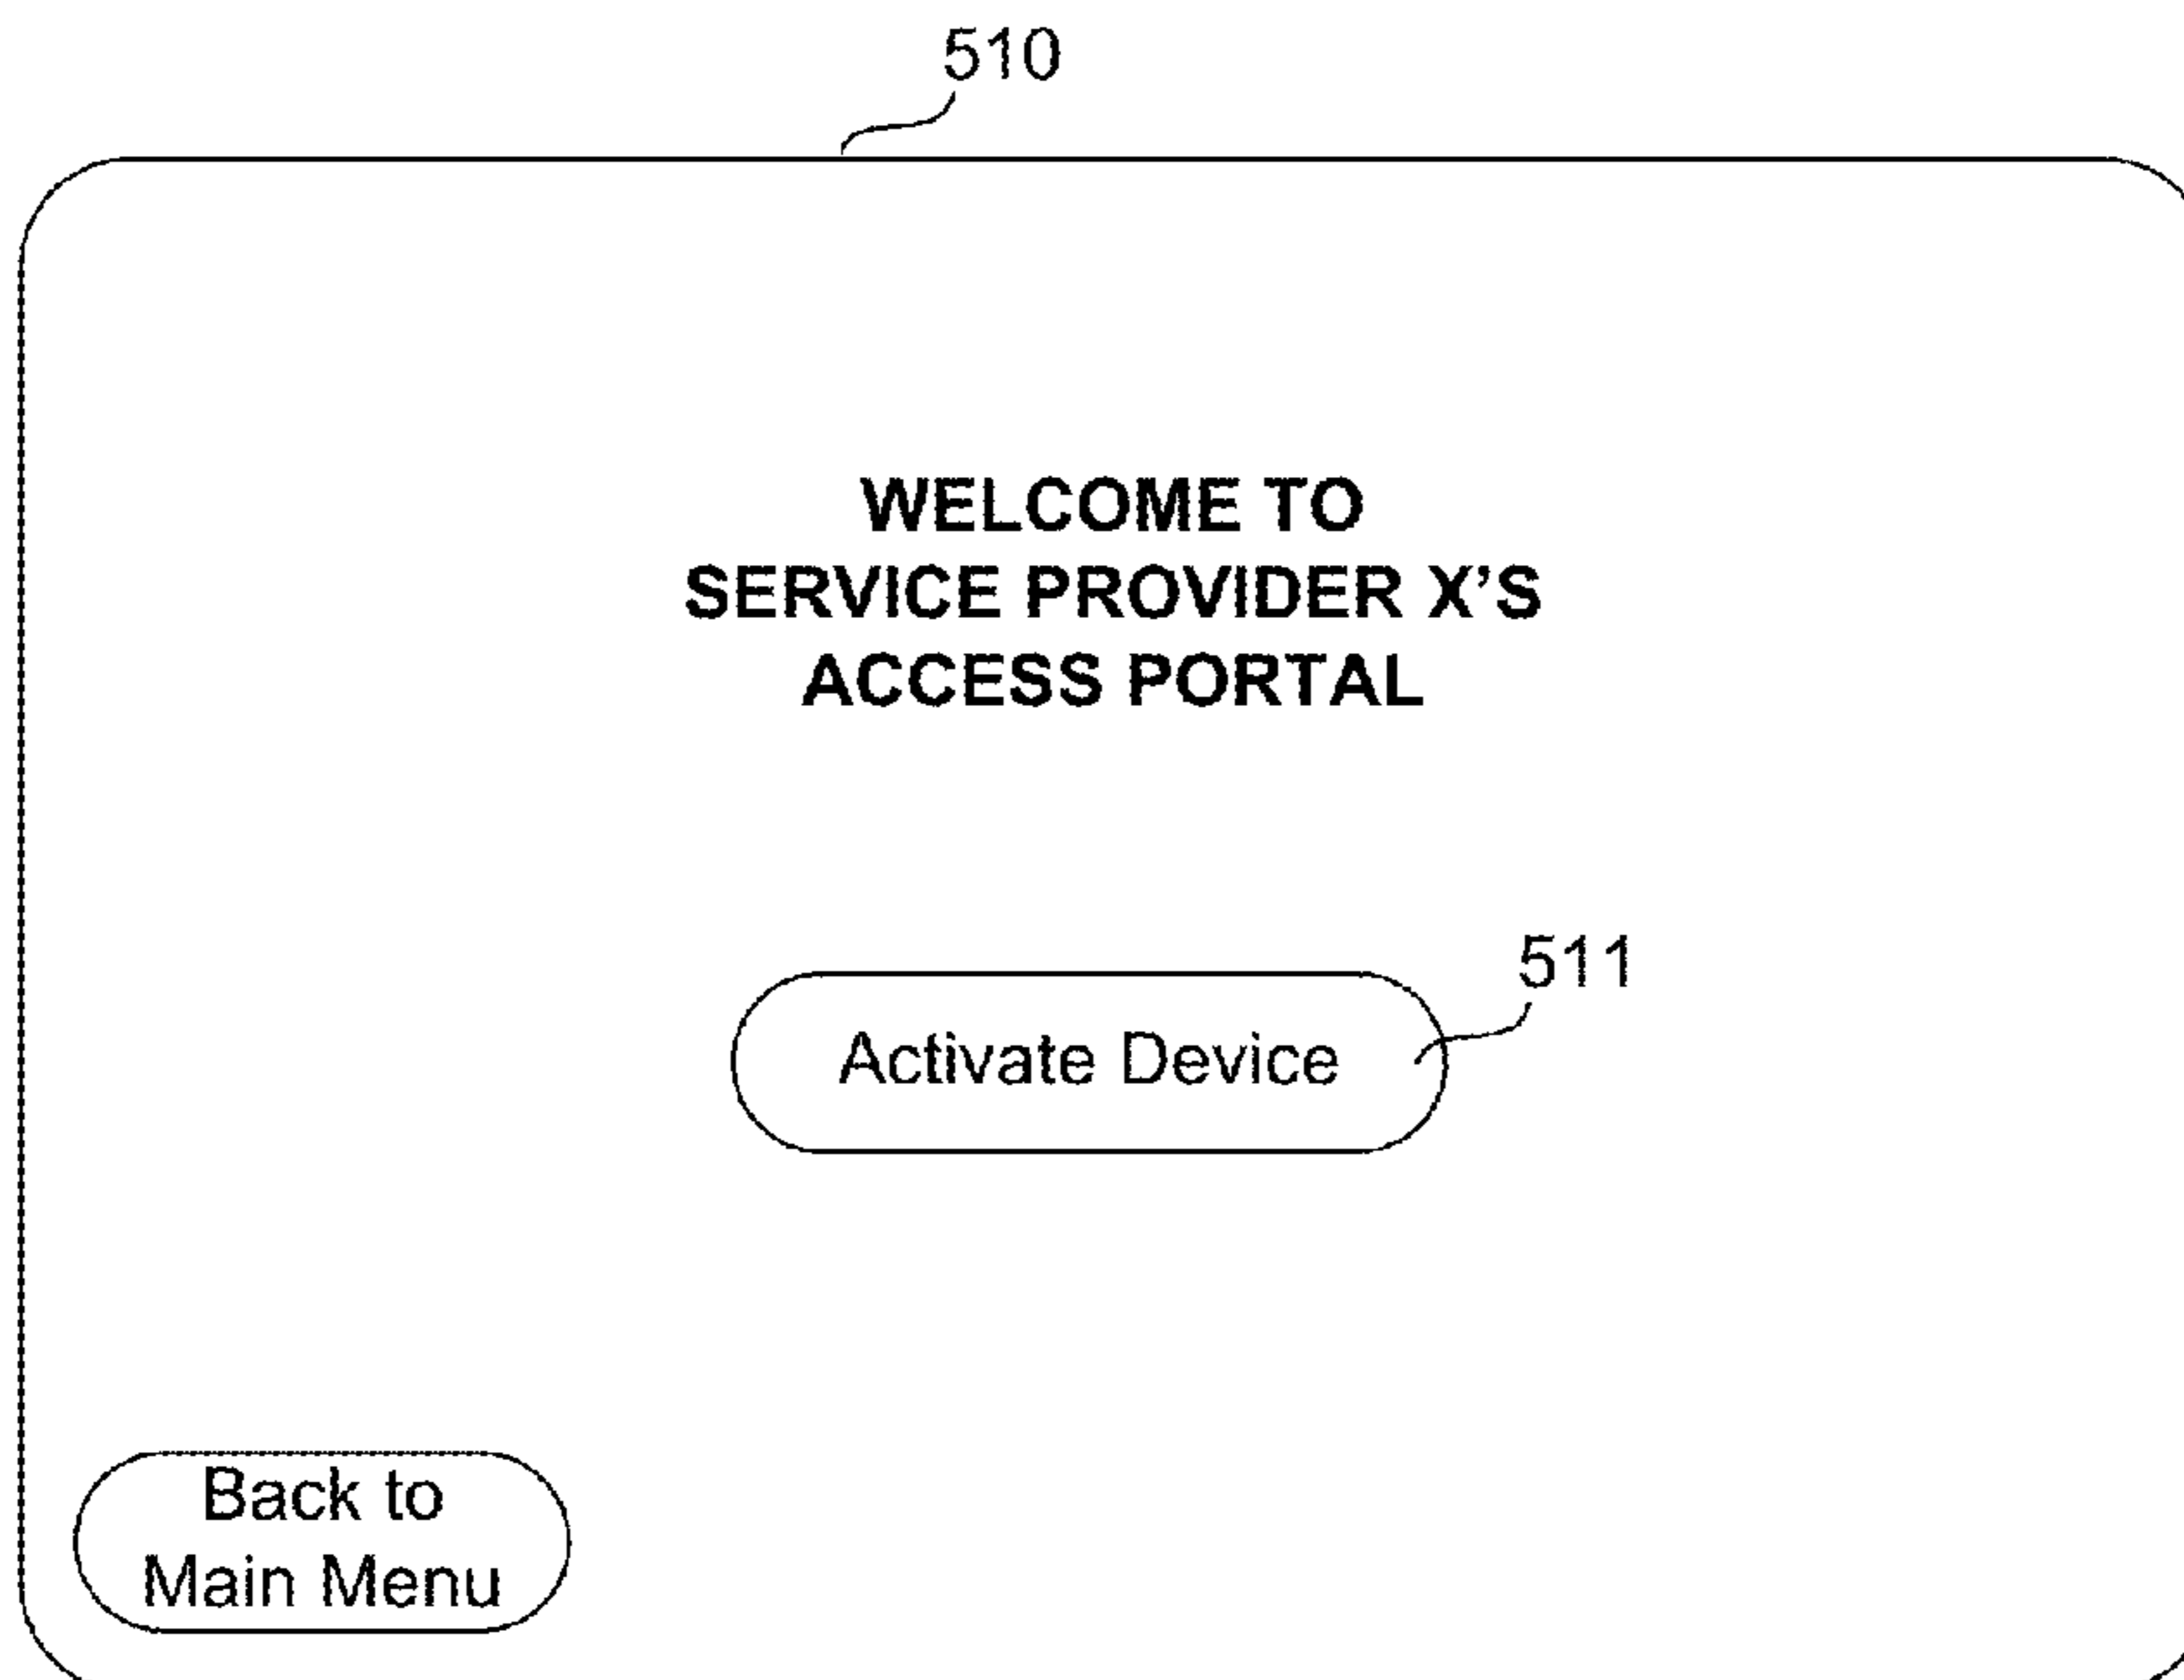 510
WELCOME TO
SERVICE PROVIDER X’S
ACCESS PORTAL
511
Activate Device
Back to
Main Menu